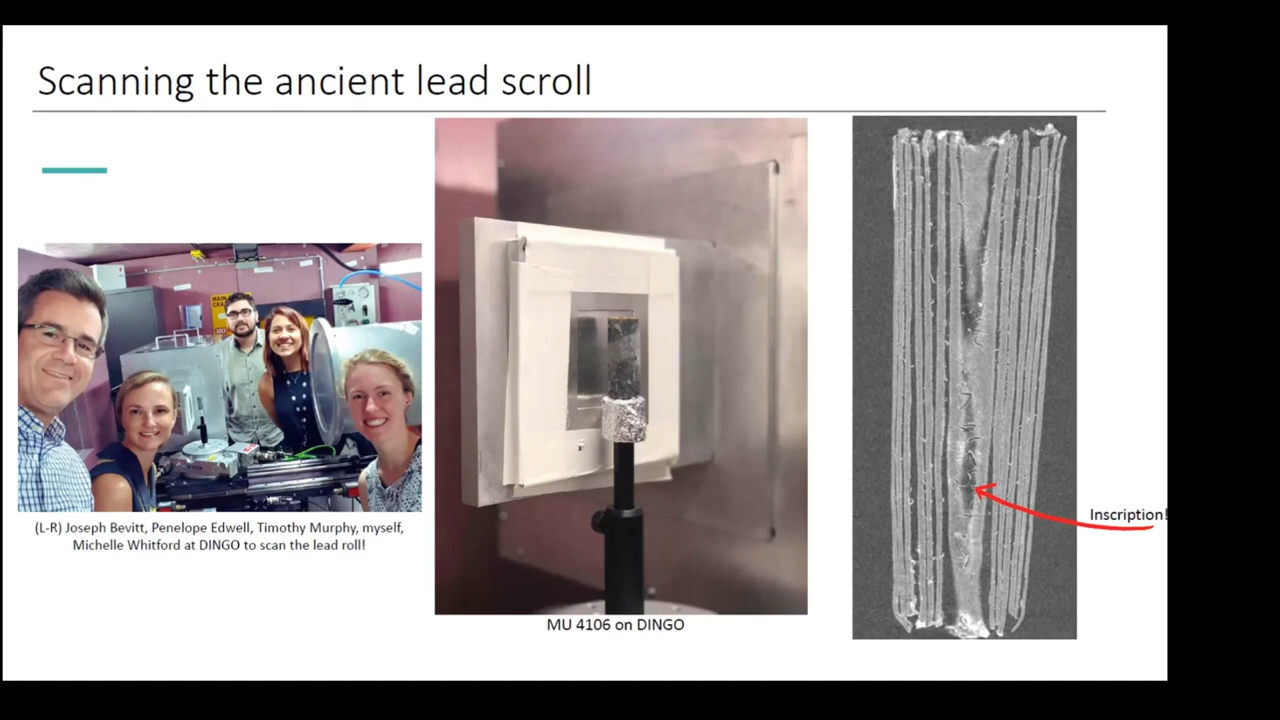 Scanning the ancient lead scroll
(L-R) Joseph Bevitt, Penelope Edwell, Timothy Murphy, myself,
Michelle Whitford at DINGO to scan the lead roll!
MU 4106 on DINGO
Inscription!